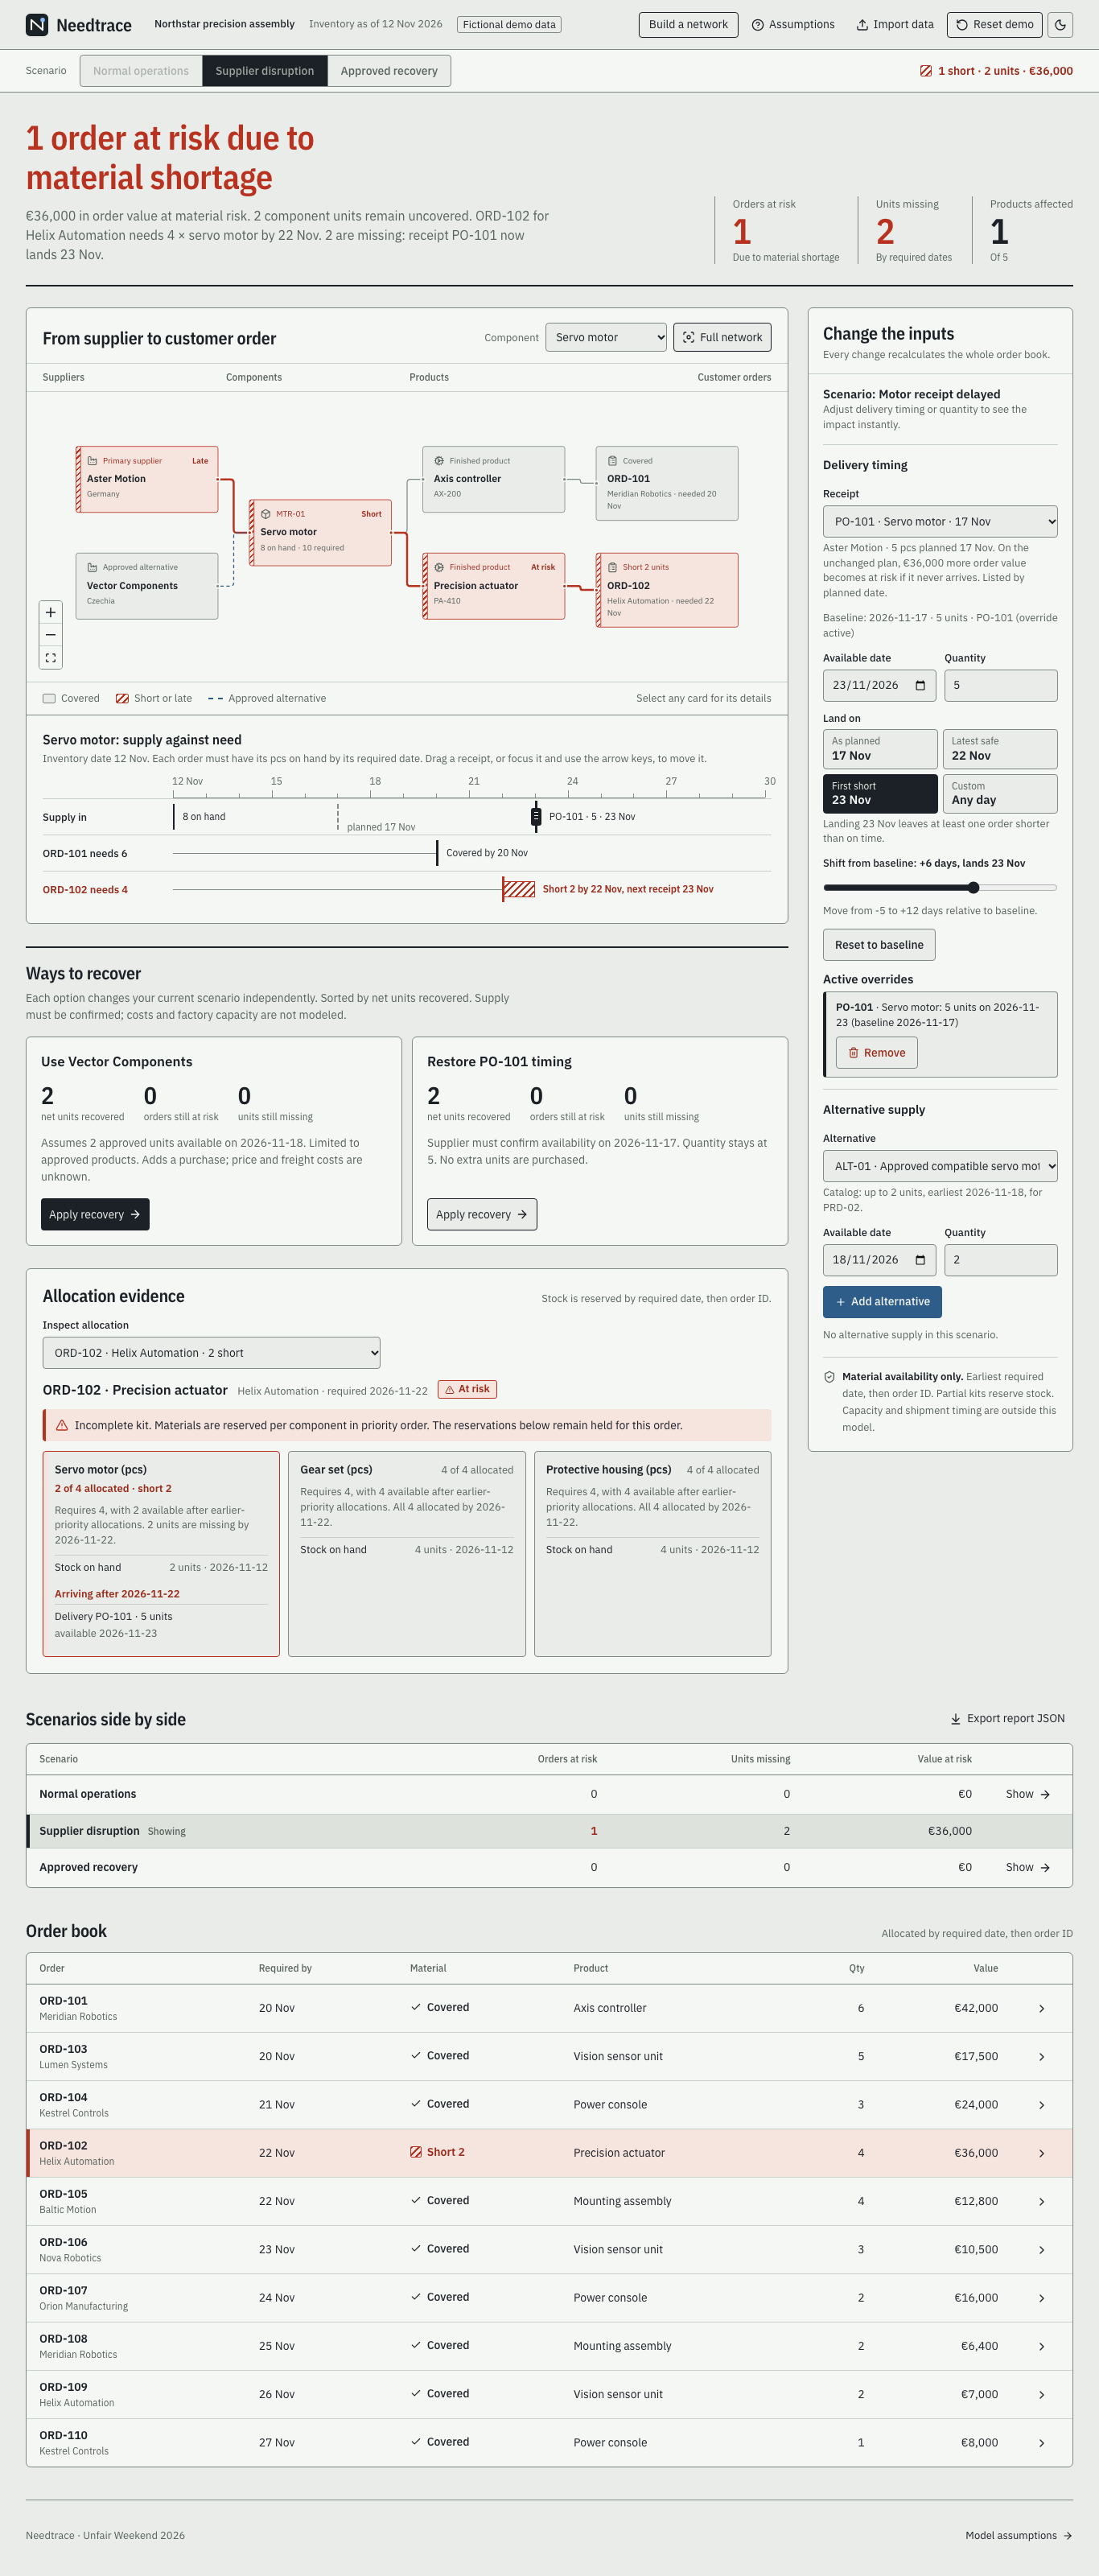 Needtrace
Northstar precision assembly
Inventory as of 12 Nov 2026
Fictional demo data
Build a network
Assumptions
Import data
Reset demo
Scenario
Normal operations
Supplier disruption
Approved recovery
1 short · 2 units · €36,000
1 order at risk due to
material shortage
€36,000 in order value at material risk. 2 component units remain uncovered. ORD-102 for
Helix Automation needs 4 × servo motor by 22 Nov. 2 are missing: receipt PO-101 now
lands 23 Nov.
Orders at risk
1
Due to material shortage
Units missing
2
By required dates
Products affected
1
Of 5
From supplier to customer order
Component
Servo motor
Full network
Suppliers
Components
Products
Customer orders
Primary supplier
Late
Aster Motion
Germany
Approved alternative
Vector Components
Czechia
MTR-01
Short
Servo motor
8 on hand · 10 required
Finished product
Axis controller
AX-200
Finished product
At risk
Precision actuator
PA-410
Covered
ORD-101
Meridian Robotics · needed 20
Nov
Short 2 units
ORD-102
Helix Automation · needed 22
Nov
Covered
Short or late
Approved alternative
Select any card for its details
Servo motor: supply against need
Inventory date 12 Nov. Each order must have its pcs on hand by its required date. Drag a receipt, or focus it and use the arrow keys, to move it.
12 Nov
15
18
21
24
27
30
Supply in
8 on hand
planned 17 Nov
PO-101 · 5 · 23 Nov
ORD-101 needs 6
Covered by 20 Nov
ORD-102 needs 4
Short 2 by 22 Nov, next receipt 23 Nov
Ways to recover
Each option changes your current scenario independently. Sorted by net units recovered. Supply
must be confirmed; costs and factory capacity are not modeled.
Use Vector Components
2
net units recovered
0
orders still at risk
0
units still missing
Assumes 2 approved units available on 2026-11-18. Limited to
approved products. Adds a purchase; price and freight costs are
unknown.
Apply recovery
Restore PO-101 timing
2
net units recovered
0
orders still at risk
0
units still missing
Supplier must confirm availability on 2026-11-17. Quantity stays at
5. No extra units are purchased.
Apply recovery
Allocation evidence
Stock is reserved by required date, then order ID.
Inspect allocation
ORD-102 · Helix Automation · 2 short
ORD-102 · Precision actuator
Helix Automation · required 2026-11-22
At risk
Incomplete kit. Materials are reserved per component in priority order. The reservations below remain held for this order.
Servo motor (pcs)
2 of 4 allocated · short 2
Requires 4, with 2 available after earlier-
priority allocations. 2 units are missing by
2026-11-22.
Stock on hand
2 units · 2026-11-12
Arriving after 2026-11-22
Delivery PO-101 · 5 units
available 2026-11-23
Gear set (pcs)
4 of 4 allocated
Requires 4, with 4 available after earlier-
priority allocations. All 4 allocated by 2026-
11-22.
Stock on hand
4 units · 2026-11-12
Protective housing (pcs)
4 of 4 allocated
Requires 4, with 4 available after earlier-
priority allocations. All 4 allocated by 2026-
11-22.
Stock on hand
4 units · 2026-11-12
Change the inputs
Every change recalculates the whole order book.
Scenario: Motor receipt delayed
Adjust delivery timing or quantity to see the
impact instantly.
Delivery timing
Receipt
PO-101 · Servo motor · 17 Nov
Aster Motion · 5 pcs planned 17 Nov. On the
unchanged plan, €36,000 more order value
becomes at risk if it never arrives. Listed by
planned date.
Baseline: 2026-11-17 · 5 units · PO-101 (override
active)
Available date
Quantity
23/11/2026
5
Land on
As planned
17 Nov
Latest safe
22 Nov
First short
23 Nov
Custom
Any day
Landing 23 Nov leaves at least one order shorter
than on time.
Shift from baseline: +6 days, lands 23 Nov
Move from -5 to +12 days relative to baseline.
Reset to baseline
Active overrides
PO-101 · Servo motor: 5 units on 2026-11-
23 (baseline 2026-11-17)
Remove
Alternative supply
Alternative
ALT-01 · Approved compatible servo mot
Catalog: up to 2 units, earliest 2026-11-18, for
PRD-02.
Available date
Quantity
18/11/2026
2
Add alternative
No alternative supply in this scenario.
Material availability only. Earliest required
date, then order ID. Partial kits reserve stock.
Capacity and shipment timing are outside this
model.
Scenarios side by side
Export report JSON
Scenario
Orders at risk
Units missing
Value at risk
Normal operations
0
0
€0
Show
Supplier disruption
Showing
1
2
€36,000
Approved recovery
0
0
€0
Show
Order book
Allocated by required date, then order ID
Order
Required by
Material
Product
Qty
Value
ORD-101
Meridian Robotics
20 Nov
Covered
Axis controller
6
€42,000
ORD-103
Lumen Systems
20 Nov
Covered
Vision sensor unit
5
€17,500
ORD-104
Kestrel Controls
21 Nov
Covered
Power console
3
€24,000
ORD-102
Helix Automation
22 Nov
Short 2
Precision actuator
4
€36,000
ORD-105
Baltic Motion
22 Nov
Covered
Mounting assembly
4
€12,800
ORD-106
Nova Robotics
23 Nov
Covered
Vision sensor unit
3
€10,500
ORD-107
Orion Manufacturing
24 Nov
Covered
Power console
2
€16,000
ORD-108
Meridian Robotics
25 Nov
Covered
Mounting assembly
2
€6,400
ORD-109
Helix Automation
26 Nov
Covered
Vision sensor unit
2
€7,000
ORD-110
Kestrel Controls
27 Nov
Covered
Power console
1
€8,000
Needtrace · Unfair Weekend 2026
Model assumptions